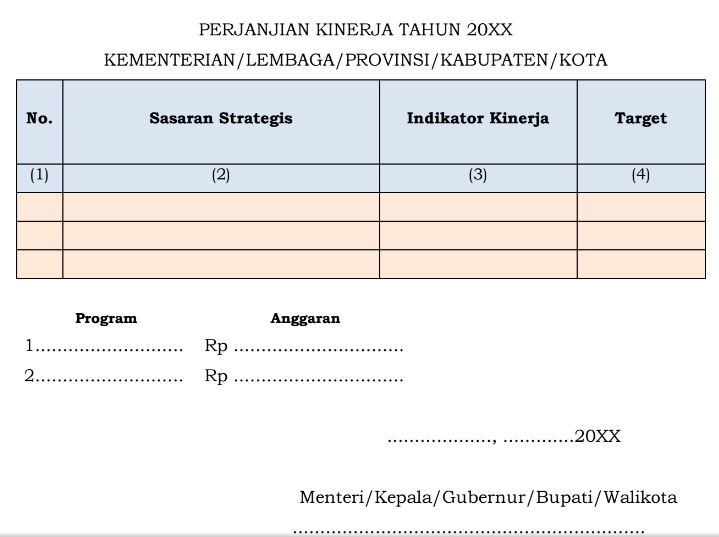 PERJANJIAN KINERJA TAHUN 20XX
KEMENTERIAN/LEMBAGA/PROVINSI/KABUPATEN/KOTA
No. Sasaran Strategis Indikator Kinerja Target
(1) (2) (3) (4)
Program Anggaran
1........................... Rp ...............................
2........................... Rp ...............................
..................., .............20XX
Menteri/Kepala/Gubernur/Bupati/Walikota
................................................................